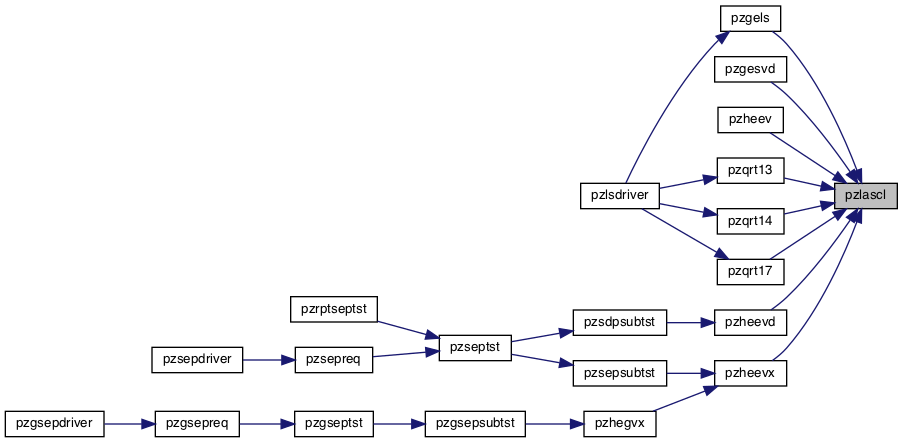 pzgels
pzgesvd
pzheev
pzqrt13
pzlascl
pzlsdriver
pzqrt14
pzqrt17
pzrptseptst
pzsdpsubtst
pzheevd
pzseptst
pzsepdriver
pzsepreq
pzsepsubtst
pzheevx
pzgsepdriver
pzgsepreq
pzgseptst
pzgsepsubtst
pzhegvx